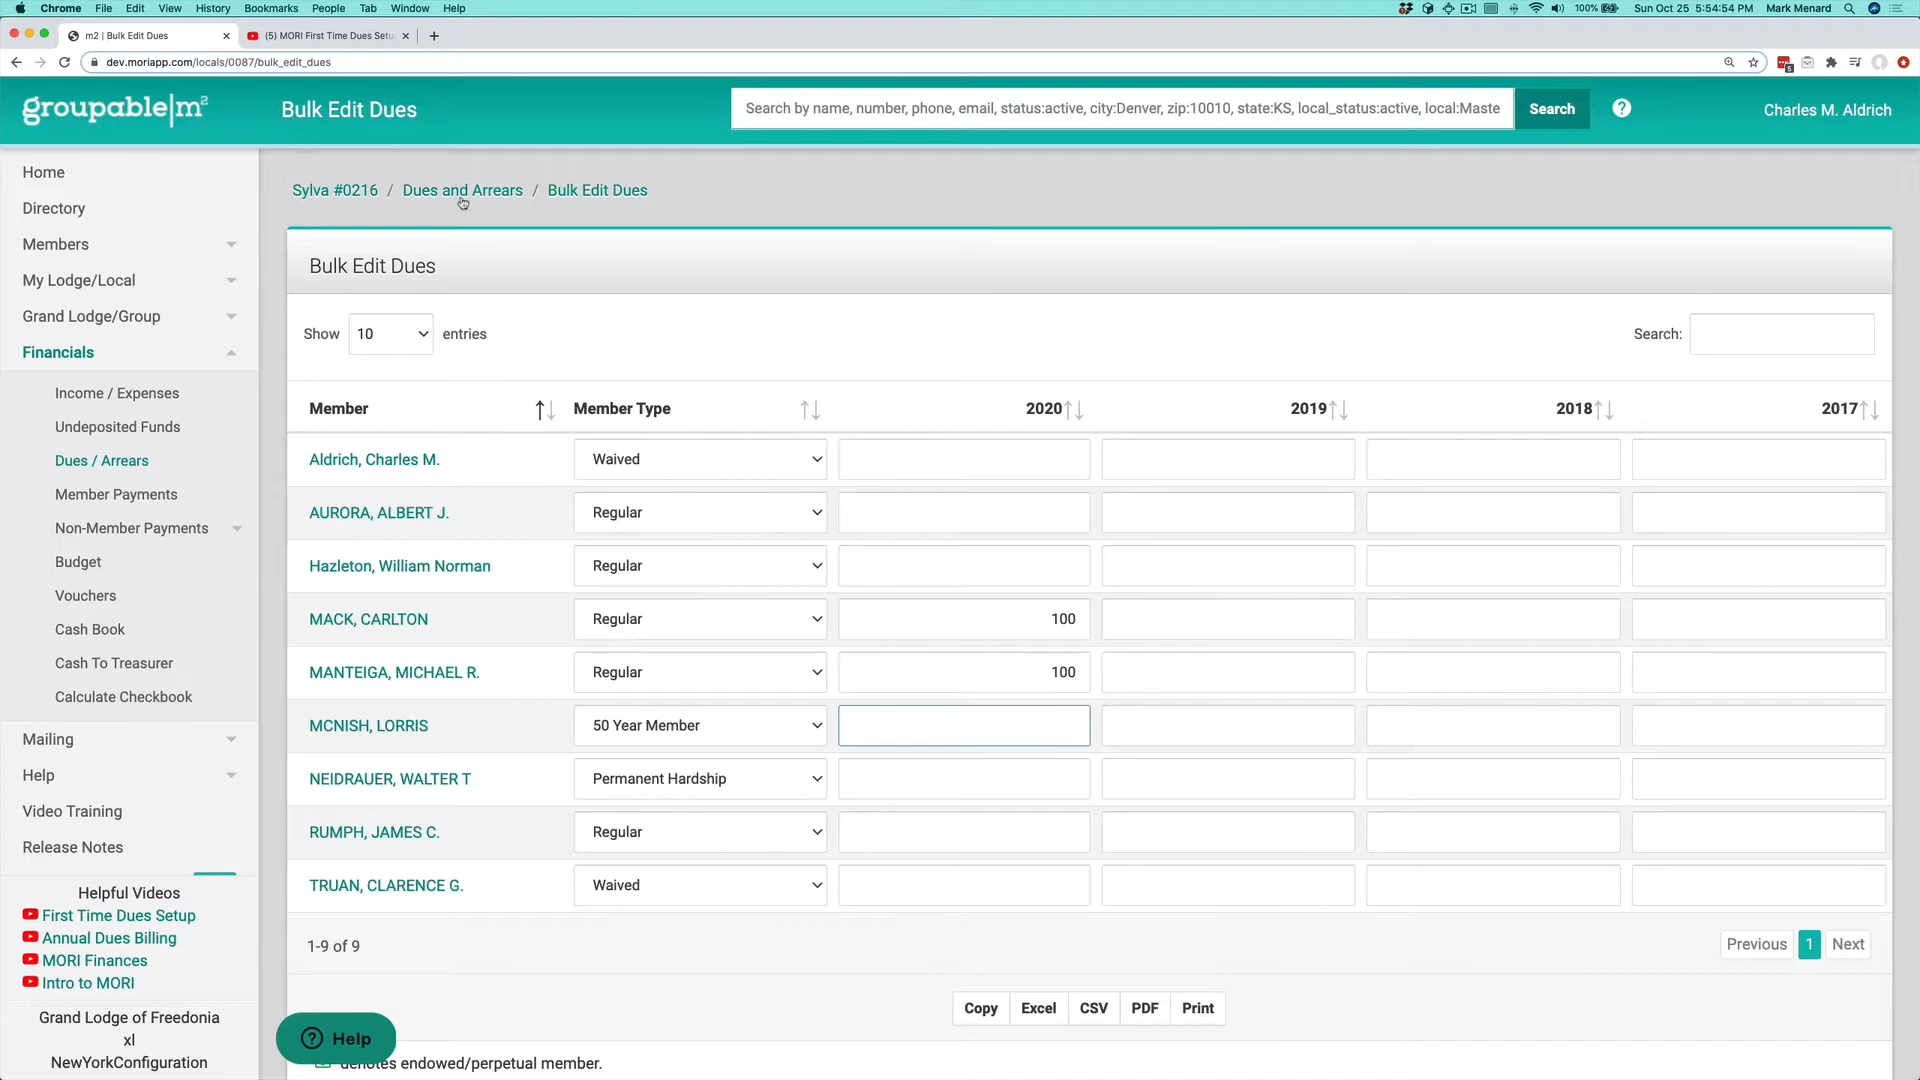 Chrome File Edit View History Bookmarks People Tab Window Help 100% Sun Oct 25 5:54:54 PM Mark Menard
m2 | Bulk Edit Dues (5) MORI First Time Dues Setu
dev.moriapp.com/locals/0087/bulk_edit_dues
groupable|m² Bulk Edit Dues Search by name, number, phone, email, status:active, city:Denver, zip:10010, state:KS, local_status:active, local:Maste Search Charles M. Aldrich
Home
Directory
Members
My Lodge/Local
Grand Lodge/Group
Financials
Income / Expenses
Undeposited Funds
Dues / Arrears
Member Payments
Non-Member Payments
Budget
Vouchers
Cash Book
Cash To Treasurer
Calculate Checkbook
Mailing
Help
Video Training
Release Notes
Helpful Videos
First Time Dues Setup
Annual Dues Billing
MORI Finances
Intro to MORI
Grand Lodge of Freedonia
xl
NewYorkConfiguration
Sylva #0216 / Dues and Arrears / Bulk Edit Dues
Bulk Edit Dues
Show 10 entries Search:
Member Member Type 2020 2019 2018 2017
Aldrich, Charles M. Waived
AURORA, ALBERT J. Regular
Hazleton, William Norman Regular
MACK, CARLTON Regular 100
MANTEIGA, MICHAEL R. Regular 100
MCNISH, LORRIS 50 Year Member
NEIDRAUER, WALTER T Permanent Hardship
RUMPH, JAMES C. Regular
TRUAN, CLARENCE G. Waived
1-9 of 9 Previous 1 Next
Copy Excel CSV PDF Print
Help
denotes endowed/perpetual member.